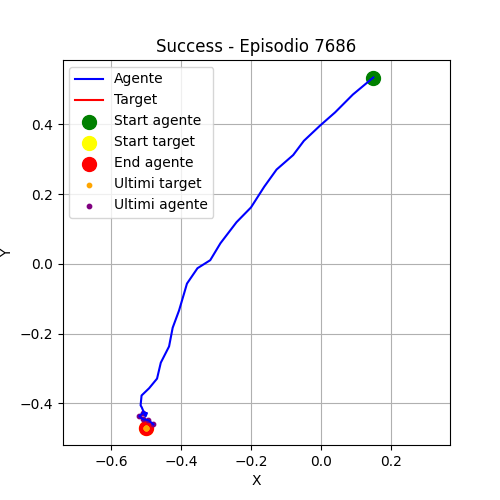 Success - Episodio 7686
Agente
Target
Start agente
Start target
End agente
Ultimi target
Ultimi agente
0.4
0.2
0.0
−0.2
−0.4
Y
−0.6
−0.4
−0.2
0.0
0.2
X